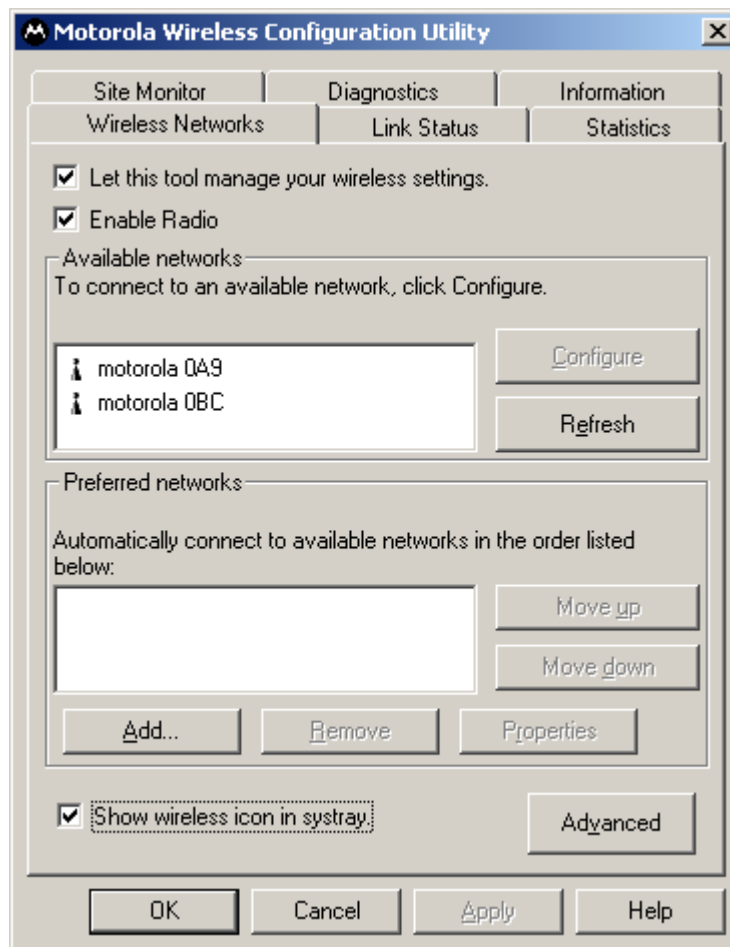 Motorola Wireless Configuration Utility
Site Monitor Diagnostics Information
Wireless Networks Link Status Statistics
Let this tool manage your wireless settings.
Enable Radio
Available networks
To connect to an available network, click Configure.
motorola 0A9
motorola 0BC
Configure
Refresh
Preferred networks
Automatically connect to available networks in the order listed
below:
Move up
Move down
Add... Remove Properties
Show wireless icon in systray.
Advanced
OK Cancel Apply Help